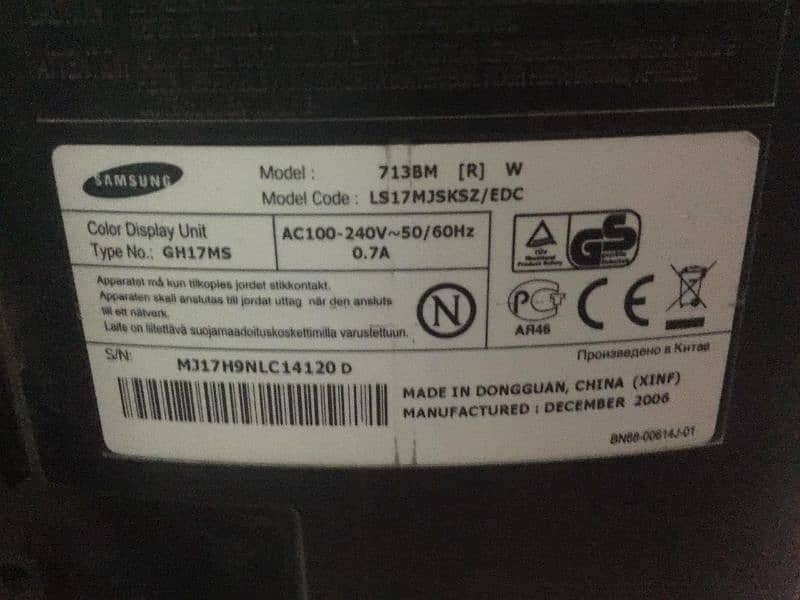 SAMSUNG
Model : 713BM [R] W
Model Code : LS17MJSKSZ/EDC
Color Display Unit
Type No.: GH17MS
AC100-240V~50/60Hz
0.7A
TÜV
GS
Apparatet må kun tilkoples jordet stikkontakt.
Apparaten skall anslutas till jordat uttag när den ansluts
till ett nätverk.
Laite on liitettävä suojamaadoituskoskettimilla varustettuun.
N
PCT
AЯ46
CE
S/N:
MJ17H9NLC14120 D
Произведено в Китае
MADE IN DONGGUAN, CHINA (XINF)
MANUFACTURED : DECEMBER 2006
BN68-00614J-01